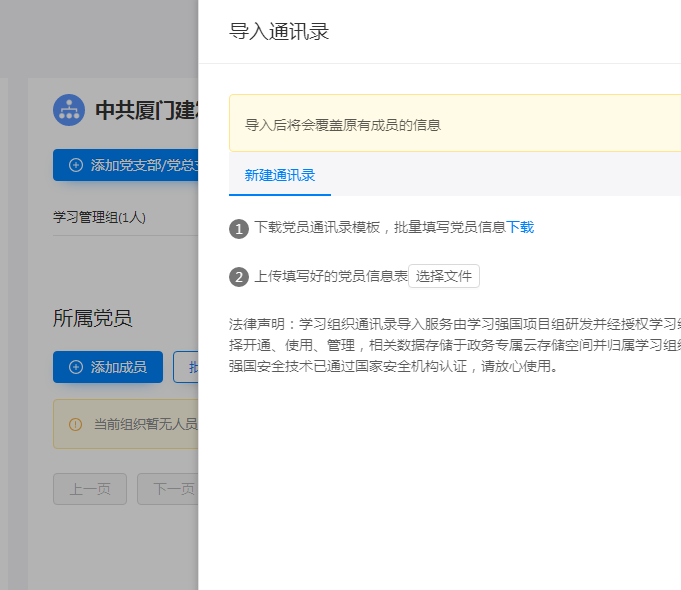 导入通讯录
中共厦门建
导入后将会覆盖原有成员的信息
添加党支部/党总
新建通讯录
学习管理组(1人)
1 下载党员通讯录模板，批量填写党员信息下载
2 上传填写好的党员信息表 选择文件
所属党员
法律声明：学习组织通讯录导入服务由学习强国项目组研发并经授权学习
择开通、使用、管理，相关数据存储于政务专属云存储空间并归属学习组
强国安全技术已通过国家安全机构认证，请放心使用。
添加成员
当前组织暂无人员
上一页 下一页